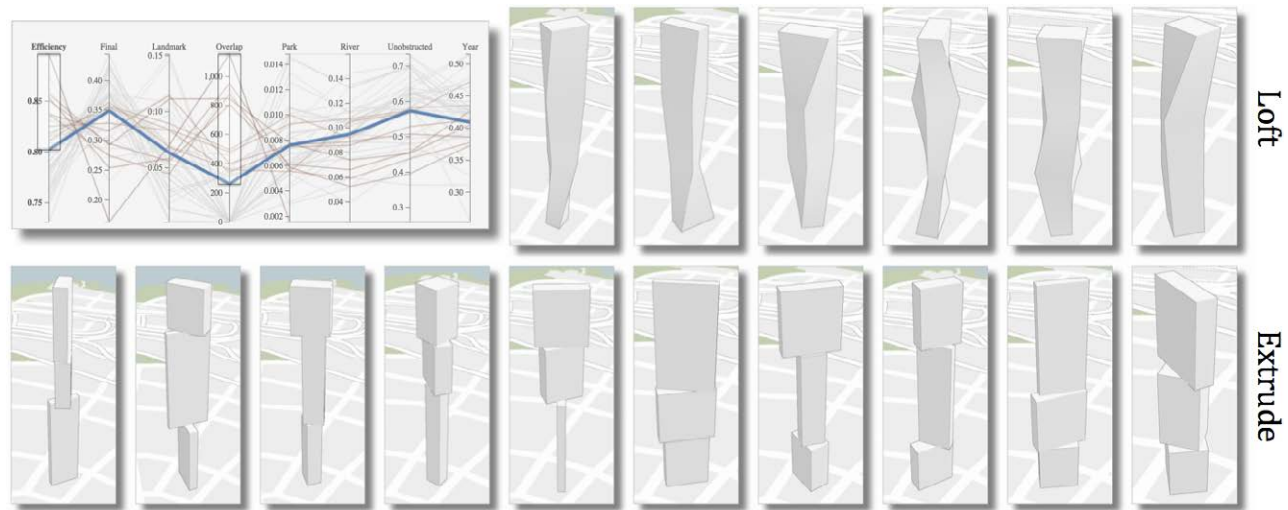 Efficiency Final Landmark Overlap Park River Unobstructed Year
0.85 0.80 0.75
0.40 0.35 0.30 0.20
0.15 0.10 0.05
1,000 800 600 400 200 0
0.014 0.012 0.010 0.008 0.006 0.004 0.002
0.14 0.12 0.10 0.08 0.06 0.04
0.7 0.6 0.5 0.4 0.3
0.50 0.45 0.40 0.35 0.30
Loft
Extrude